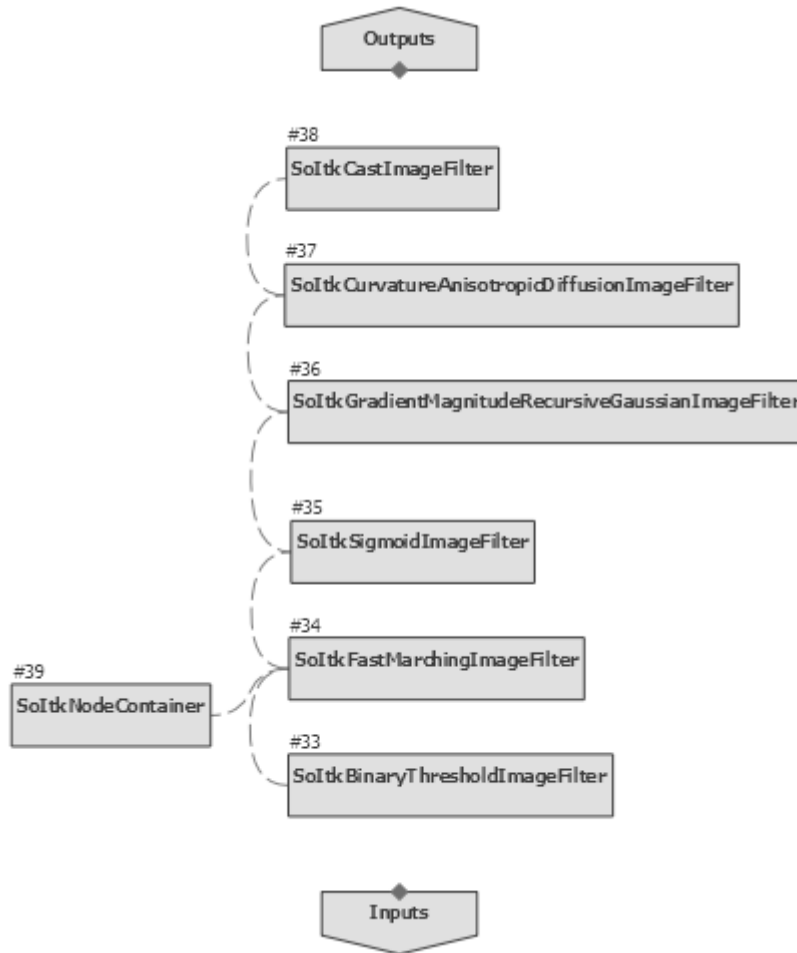 Outputs
#38
SoItkCastImageFilter
#37
SoItkCurvatureAnisotropicDiffusionImageFilter
#36
SoItkGradientMagnitudeRecursiveGaussianImageFilter
#35
SoItkSigmoidImageFilter
#34
SoItkFastMarchingImageFilter
#39
SoItkNodeContainer
#33
SoItkBinaryThresholdImageFilter
Inputs